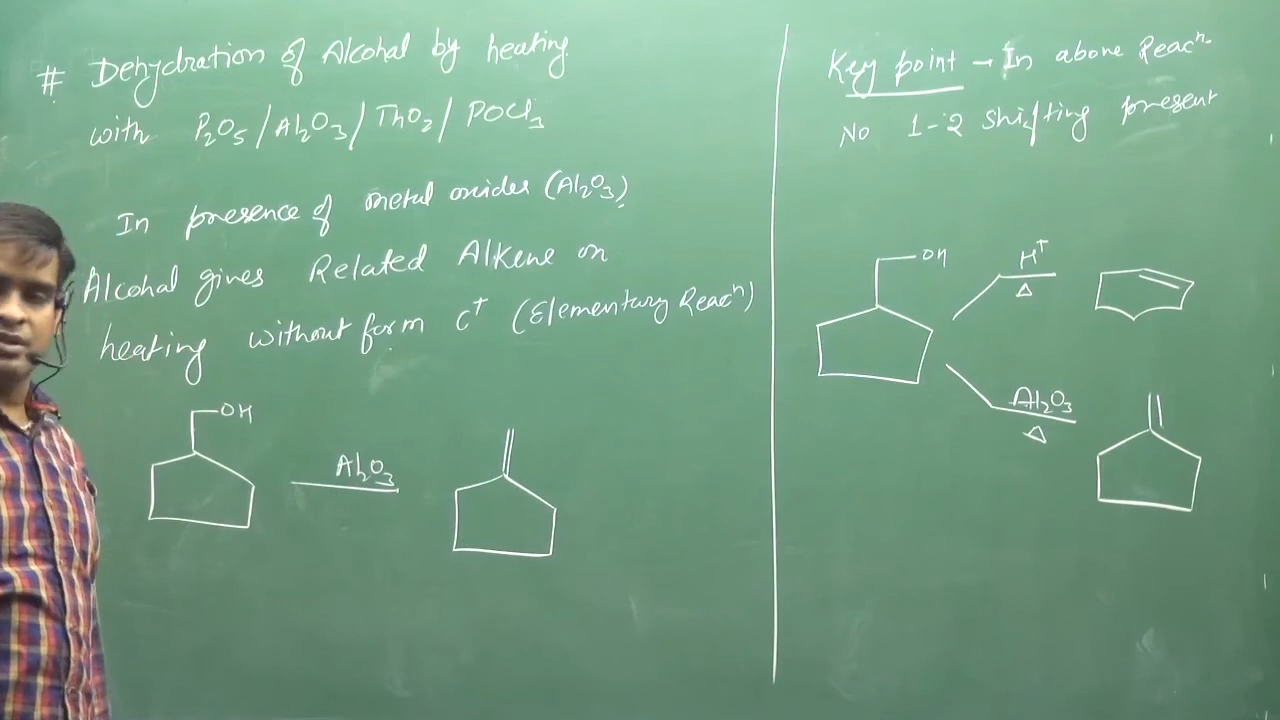 # Dehydration of Alcohal by heating
with P₂O₅/Al₂O₃/ThO₂/POCl₃
In presence of metal oxides (Al₂O₃),
Alcohal gives Related Alkene on
heating without form C⁺ (Elementary Reacⁿ)
OH
Al₂O₃
Key point → In above Reacⁿ
No 1-2 shifting present
OH
H⁺
Δ
Al₂O₃
Δ